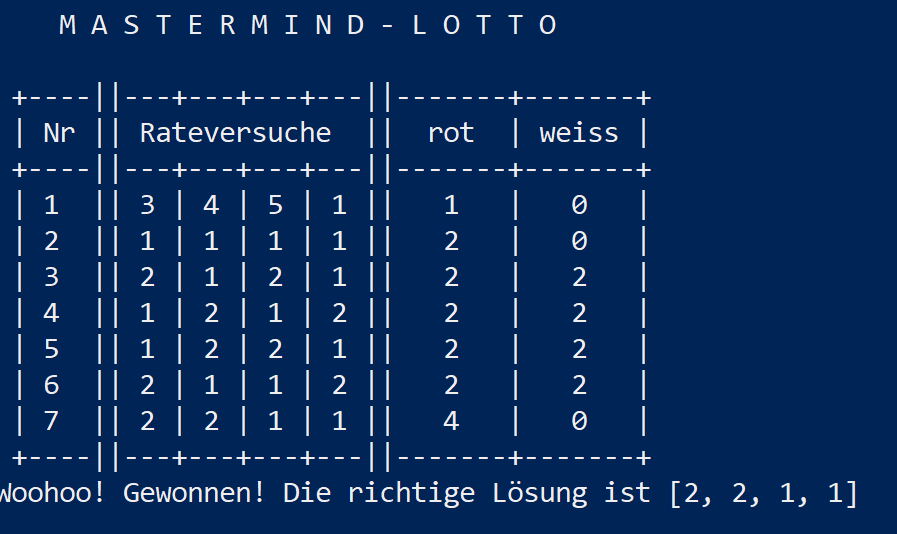 M A S T E R M I N D - L O T T O
+----||---+---+---+---||-------+-------+
| Nr || Rateversuche  ||  rot  | weiss |
+----||---+---+---+---||-------+-------+
| 1  || 3 | 4 | 5 | 1 ||   1   |   0   |
| 2  || 1 | 1 | 1 | 1 ||   2   |   0   |
| 3  || 2 | 1 | 2 | 1 ||   2   |   2   |
| 4  || 1 | 2 | 1 | 2 ||   2   |   2   |
| 5  || 1 | 2 | 2 | 1 ||   2   |   2   |
| 6  || 2 | 1 | 1 | 2 ||   2   |   2   |
| 7  || 2 | 2 | 1 | 1 ||   4   |   0   |
+----||---+---+---+---||-------+-------+
Woohoo! Gewonnen! Die richtige Lösung ist [2, 2, 1, 1]